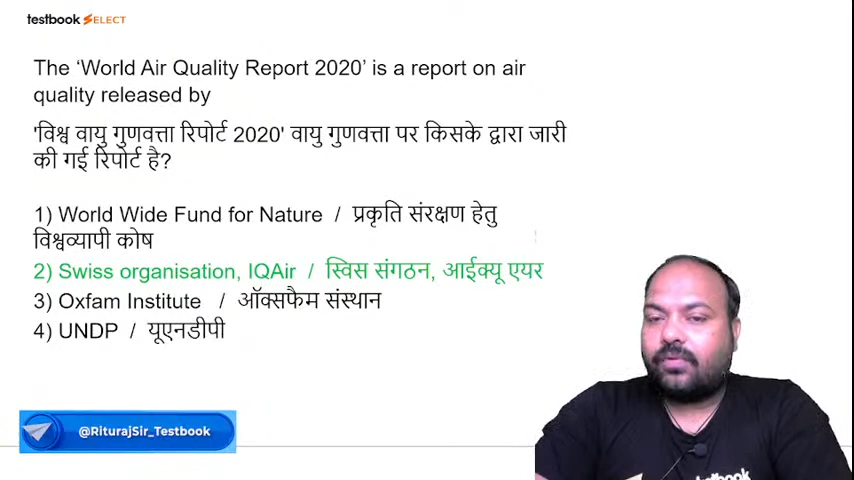 testbook SELECT
The ‘World Air Quality Report 2020’ is a report on air
quality released by
'विश्व वायु गुणवत्ता रिपोर्ट 2020' वायु गुणवत्ता पर किसके द्वारा जारी
की गई रिपोर्ट है?
1) World Wide Fund for Nature / प्रकृति संरक्षण हेतु
विश्वव्यापी कोष
2) Swiss organisation, IQAir / स्विस संगठन, आईक्यू एयर
3) Oxfam Institute / ऑक्सफैम संस्थान
4) UNDP / यूएनडीपी
@RiturajSir_Testbook
testbook